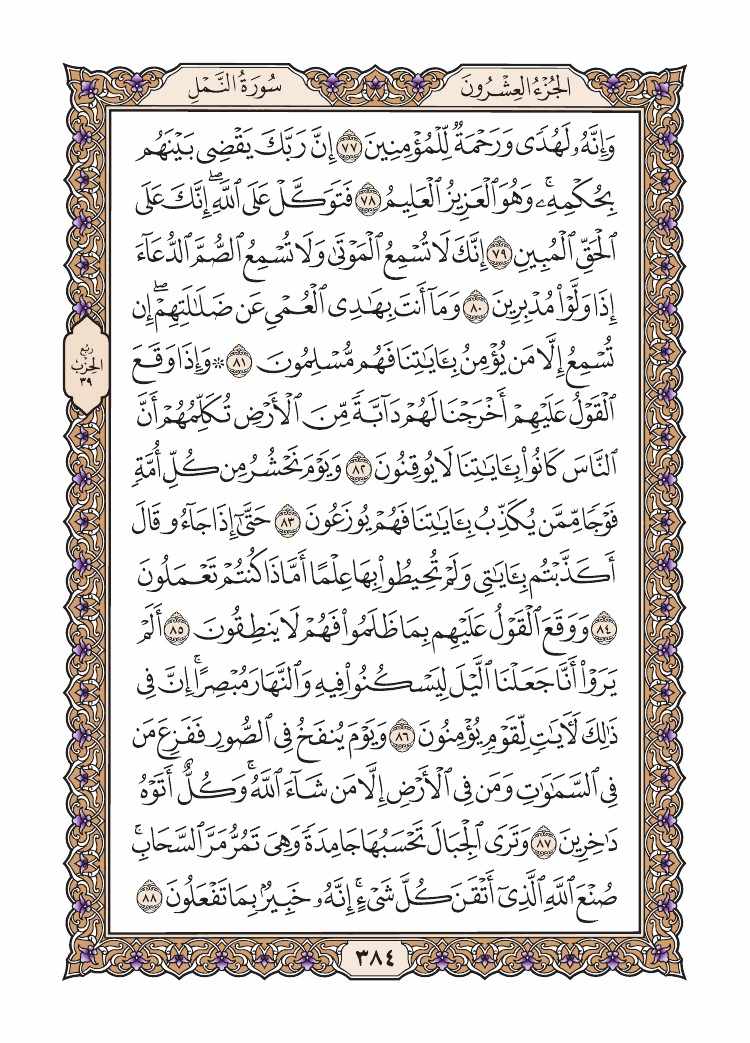 الجُزْءُ العِشْرُونَ
سُورَةُ النَّمْلِ
وَإِنَّهُۥ لَهُدٗى وَرَحۡمَةٞ لِّلۡمُؤۡمِنِينَ ٧٧ إِنَّ رَبَّكَ يَقۡضِي بَيۡنَهُم
بِحُكۡمِهِۦۚ وَهُوَ ٱلۡعَزِيزُ ٱلۡعَلِيمُ ٧٨ فَتَوَكَّلۡ عَلَى ٱللَّهِۖ إِنَّكَ عَلَى
ٱلۡحَقِّ ٱلۡمُبِينِ ٧٩ إِنَّكَ لَا تُسۡمِعُ ٱلۡمَوۡتَىٰ وَلَا تُسۡمِعُ ٱلصُّمَّ ٱلدُّعَآءَ
إِذَا وَلَّوۡاْ مُدۡبِرِينَ ٨٠ وَمَآ أَنتَ بِهَٰدِي ٱلۡعُمۡيِ عَن ضَلَٰلَتِهِمۡۖ إِن
تُسۡمِعُ إِلَّا مَن يُؤۡمِنُ بِـَٔايَٰتِنَا فَهُم مُّسۡلِمُونَ ٨١ ۞ وَإِذَا وَقَعَ
ٱلۡقَوۡلُ عَلَيۡهِمۡ أَخۡرَجۡنَا لَهُمۡ دَآبَّةٗ مِّنَ ٱلۡأَرۡضِ تُكَلِّمُهُمۡ أَنَّ
ٱلنَّاسَ كَانُواْ بِـَٔايَٰتِنَا لَا يُوقِنُونَ ٨٢ وَيَوۡمَ نَحۡشُرُ مِن كُلِّ أُمَّةٖ
فَوۡجٗا مِّمَّن يُكَذِّبُ بِـَٔايَٰتِنَا فَهُمۡ يُوزَعُونَ ٨٣ حَتَّىٰٓ إِذَا جَآءُو قَالَ
أَكَذَّبۡتُم بِـَٔايَٰتِي وَلَمۡ تُحِيطُواْ بِهَا عِلۡمًا أَمَّاذَا كُنتُمۡ تَعۡمَلُونَ
٨٤ وَوَقَعَ ٱلۡقَوۡلُ عَلَيۡهِم بِمَا ظَلَمُواْ فَهُمۡ لَا يَنطِقُونَ ٨٥ أَلَمۡ
يَرَوۡاْ أَنَّا جَعَلۡنَا ٱلَّيۡلَ لِيَسۡكُنُواْ فِيهِ وَٱلنَّهَارَ مُبۡصِرًاۚ إِنَّ فِي
ذَٰلِكَ لَأٓيَٰتٖ لِّقَوۡمٖ يُؤۡمِنُونَ ٨٦ وَيَوۡمَ يُنفَخُ فِي ٱلصُّورِ فَفَزِعَ مَن
فِي ٱلسَّمَٰوَٰتِ وَمَن فِي ٱلۡأَرۡضِ إِلَّا مَن شَآءَ ٱللَّهُۚ وَكُلٌّ أَتَوۡهُ
دَٰخِرِينَ ٨٧ وَتَرَى ٱلۡجِبَالَ تَحۡسَبُهَا جَامِدَةٗ وَهِيَ تَمُرُّ مَرَّ ٱلسَّحَابِۚ
صُنۡعَ ٱللَّهِ ٱلَّذِيٓ أَتۡقَنَ كُلَّ شَيۡءٍۚ إِنَّهُۥ خَبِيرُۢ بِمَا تَفۡعَلُونَ ٨٨
رُبُع
الحِزْب
٣٩
٣٨٤